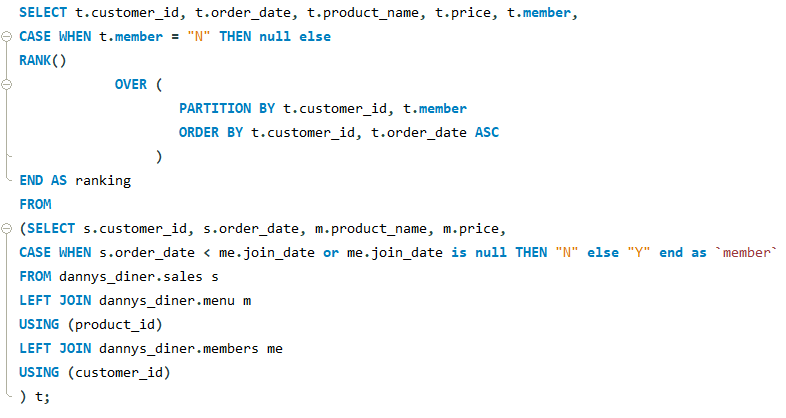 SELECT t.customer_id, t.order_date, t.product_name, t.price, t.member,
CASE WHEN t.member = "N" THEN null else
RANK()
OVER (
PARTITION BY t.customer_id, t.member
ORDER BY t.customer_id, t.order_date ASC
)
END AS ranking
FROM
(SELECT s.customer_id, s.order_date, m.product_name, m.price,
CASE WHEN s.order_date < me.join_date or me.join_date is null THEN "N" else "Y" end as `member`
FROM dannys_diner.sales s
LEFT JOIN dannys_diner.menu m
USING (product_id)
LEFT JOIN dannys_diner.members me
USING (customer_id)
) t;